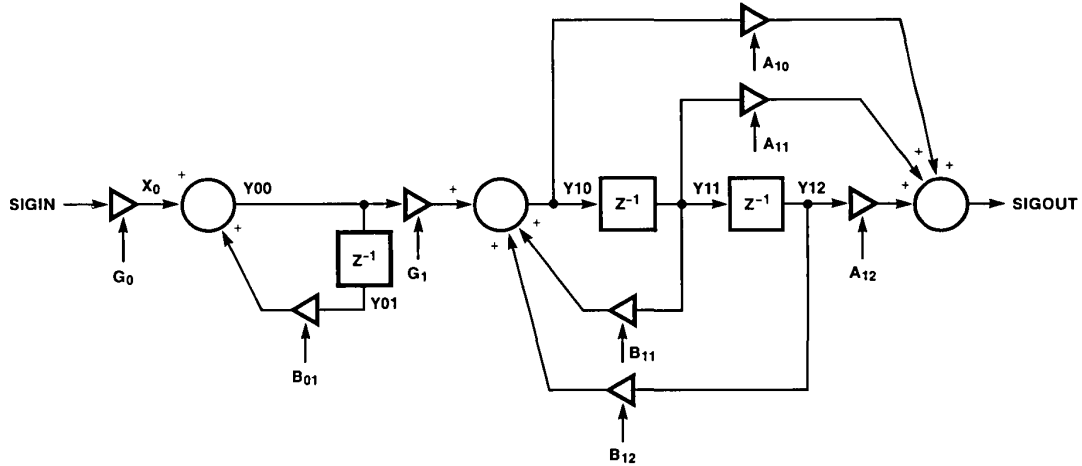 A10
A11
+
+
X0
+
Y00
+
+
Y10
Z-1
Y11
Z-1
Y12
+
SIGIN
SIGOUT
+
+
+
G0
Z-1
G1
A12
Y01
B01
B11
B12